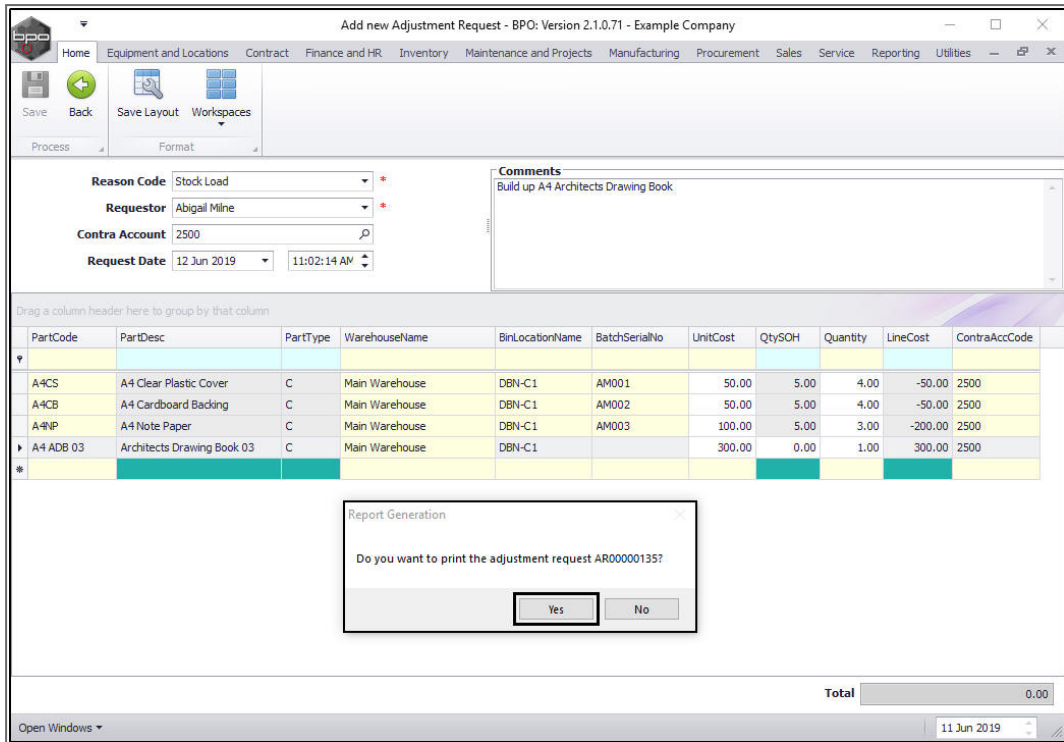 bpo
Add new Adjustment Request - BPO: Version 2.1.0.71 - Example Company
Home Equipment and Locations Contract Finance and HR Inventory Maintenance and Projects Manufacturing Procurement Sales Service Reporting Utilities
Save Back Save Layout Workspaces
Process Format
Reason Code Stock Load *
Requestor Abigail Milne *
Contra Account 2500
Request Date 12 Jun 2019 11:02:14 AM
Comments
Build up A4 Architects Drawing Book
Drag a column header here to group by that column
PartCode PartDesc PartType WarehouseName BinLocationName BatchSerialNo UnitCost QtySOH Quantity LineCost ContraAccCode
A4CS A4 Clear Plastic Cover C Main Warehouse DBN-C1 AM001 50.00 5.00 4.00 -50.00 2500
A4CB A4 Cardboard Backing C Main Warehouse DBN-C1 AM002 50.00 5.00 4.00 -50.00 2500
A4NP A4 Note Paper C Main Warehouse DBN-C1 AM003 100.00 5.00 3.00 -200.00 2500
A4 ADB 03 Architects Drawing Book 03 C Main Warehouse DBN-C1 300.00 0.00 1.00 300.00 2500
Report Generation
Do you want to print the adjustment request AR00000135?
Yes No
Total 0.00
Open Windows 11 Jun 2019